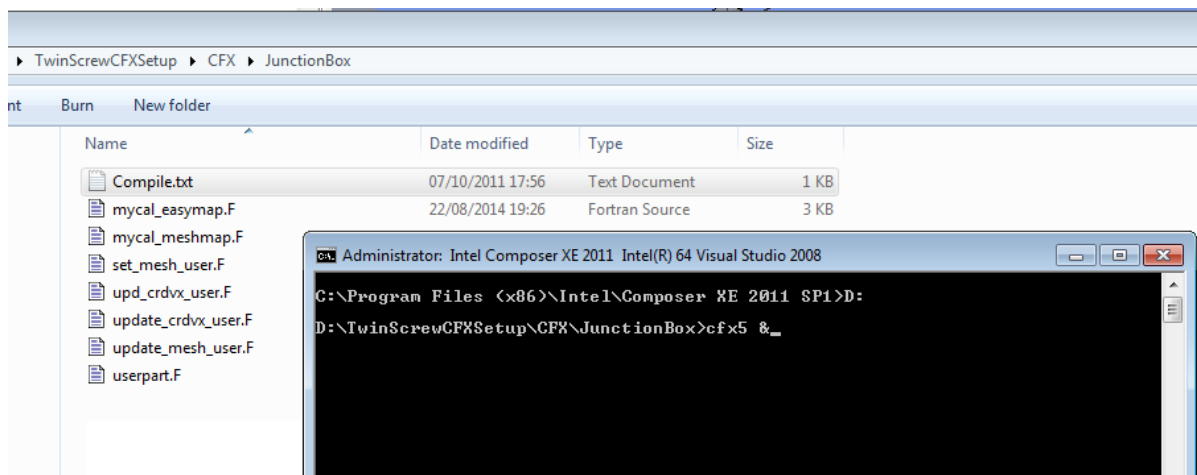 TwinScrewCFXSetup ▸ CFX ▸ JunctionBox
nt Burn New folder
Name Date modified Type Size
Compile.txt 07/10/2011 17:56 Text Document 1 KB
mycal_easymap.F 22/08/2014 19:26 Fortran Source 3 KB
mycal_meshmap.F
set_mesh_user.F
upd_crdvx_user.F
update_crdvx_user.F
update_mesh_user.F
userpart.F
Administrator: Intel Composer XE 2011 Intel(R) 64 Visual Studio 2008
C:\Program Files (x86)\Intel\Composer XE 2011 SP1>D:
D:\TwinScrewCFXSetup\CFX\JunctionBox>cfx5 &_